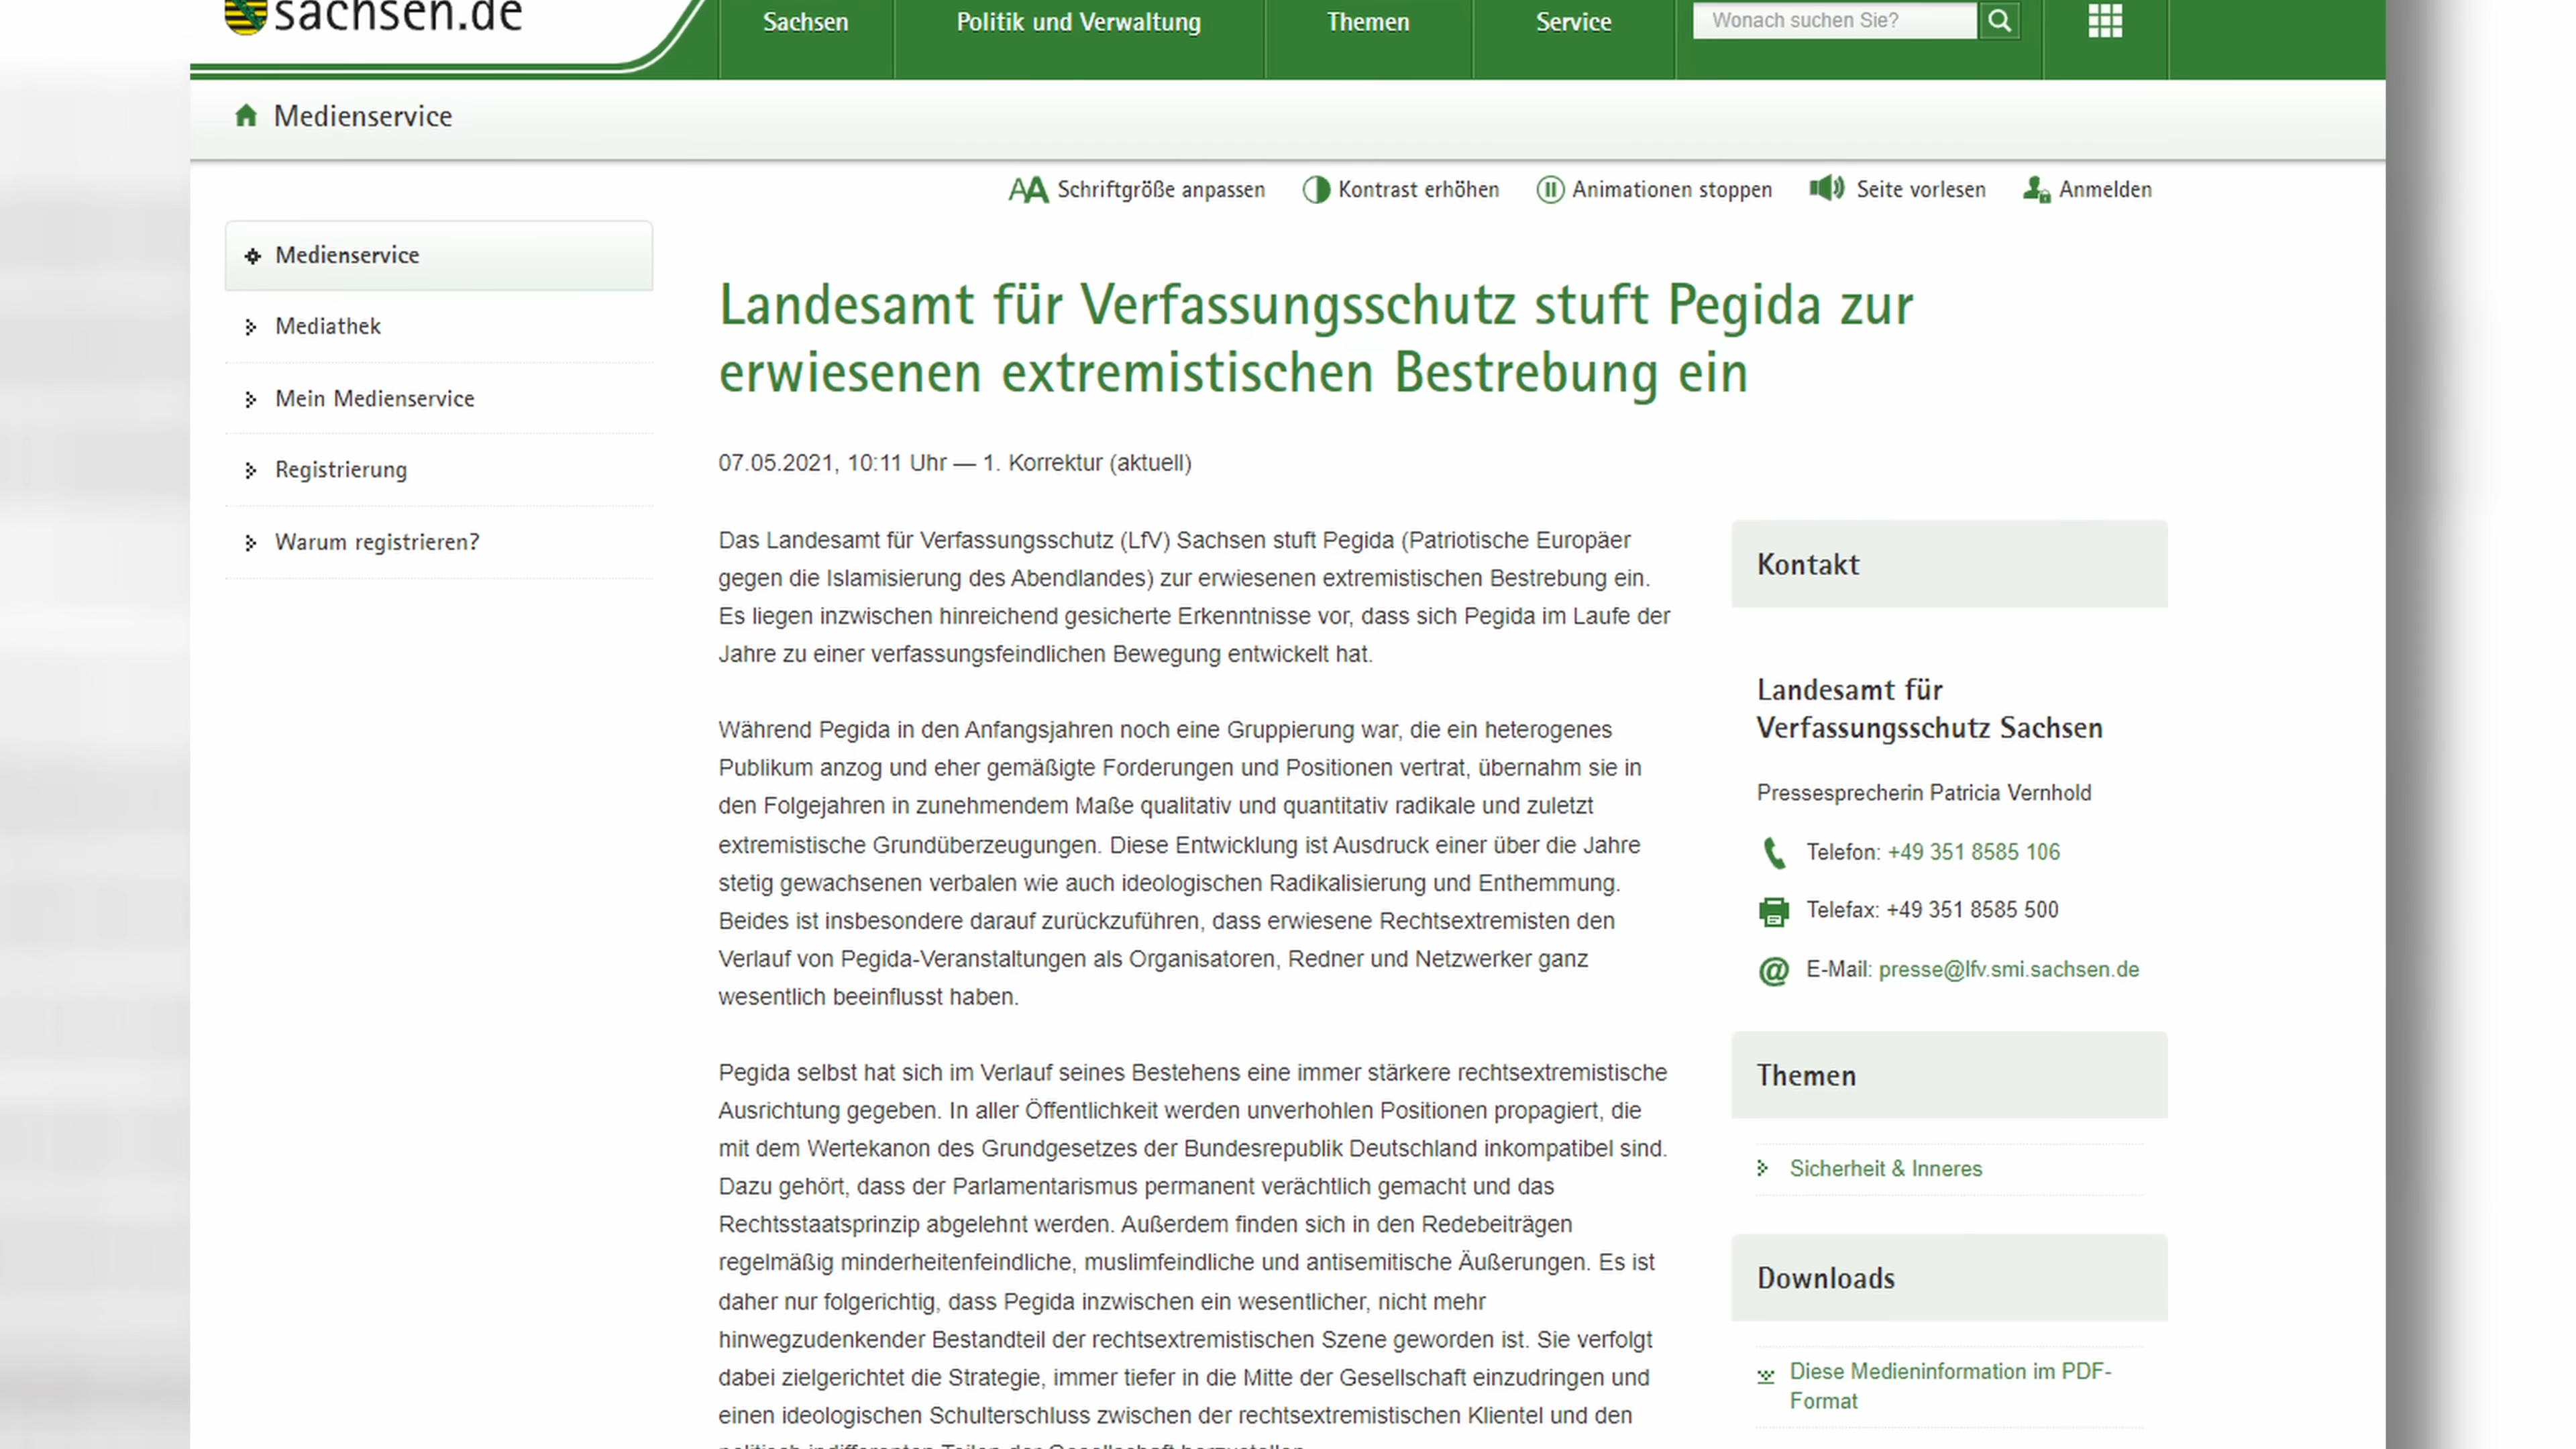 sachsen.de
Sachsen
Politik und Verwaltung
Themen
Service
Wonach suchen Sie?
Medienservice
AA Schriftgröße anpassen
Kontrast erhöhen
Animationen stoppen
Seite vorlesen
Anmelden
Medienservice
Mediathek
Mein Medienservice
Registrierung
Warum registrieren?
Landesamt für Verfassungsschutz stuft Pegida zur
erwiesenen extremistischen Bestrebung ein
07.05.2021, 10:11 Uhr — 1. Korrektur (aktuell)
Das Landesamt für Verfassungsschutz (LfV) Sachsen stuft Pegida (Patriotische Europäer
gegen die Islamisierung des Abendlandes) zur erwiesenen extremistischen Bestrebung ein.
Es liegen inzwischen hinreichend gesicherte Erkenntnisse vor, dass sich Pegida im Laufe der
Jahre zu einer verfassungsfeindlichen Bewegung entwickelt hat.
Während Pegida in den Anfangsjahren noch eine Gruppierung war, die ein heterogenes
Publikum anzog und eher gemäßigte Forderungen und Positionen vertrat, übernahm sie in
den Folgejahren in zunehmendem Maße qualitativ und quantitativ radikale und zuletzt
extremistische Grundüberzeugungen. Diese Entwicklung ist Ausdruck einer über die Jahre
stetig gewachsenen verbalen wie auch ideologischen Radikalisierung und Enthemmung.
Beides ist insbesondere darauf zurückzuführen, dass erwiesene Rechtsextremisten den
Verlauf von Pegida-Veranstaltungen als Organisatoren, Redner und Netzwerker ganz
wesentlich beeinflusst haben.
Pegida selbst hat sich im Verlauf seines Bestehens eine immer stärkere rechtsextremistische
Ausrichtung gegeben. In aller Öffentlichkeit werden unverhohlen Positionen propagiert, die
mit dem Wertekanon des Grundgesetzes der Bundesrepublik Deutschland inkompatibel sind.
Dazu gehört, dass der Parlamentarismus permanent verächtlich gemacht und das
Rechtsstaatsprinzip abgelehnt werden. Außerdem finden sich in den Redebeiträgen
regelmäßig minderheitenfeindliche, muslimfeindliche und antisemitische Äußerungen. Es ist
daher nur folgerichtig, dass Pegida inzwischen ein wesentlicher, nicht mehr
hinwegzudenkender Bestandteil der rechtsextremistischen Szene geworden ist. Sie verfolgt
dabei zielgerichtet die Strategie, immer tiefer in die Mitte der Gesellschaft einzudringen und
einen ideologischen Schulterschluss zwischen der rechtsextremistischen Klientel und den
politisch indifferenten Teilen der Gesellschaft herzustellen.
Kontakt
Landesamt für
Verfassungsschutz Sachsen
Pressesprecherin Patricia Vernhold
Telefon: +49 351 8585 106
Telefax: +49 351 8585 500
@ E-Mail: presse@lfv.smi.sachsen.de
Themen
Sicherheit & Inneres
Downloads
Diese Medieninformation im PDF-
Format